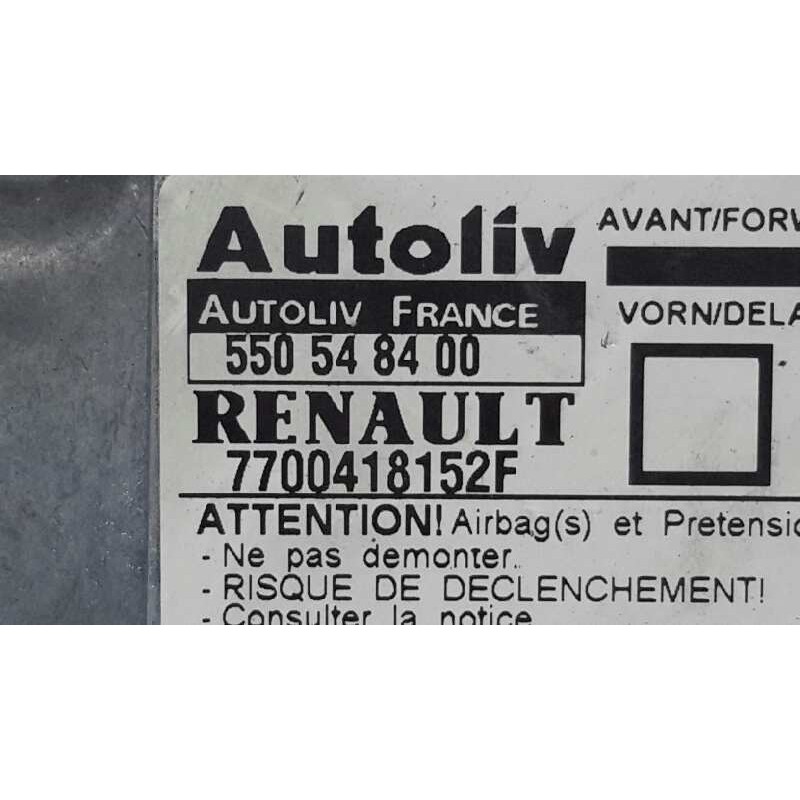 Autoliv
AUTOLIV FRANCE
550 54 84 00
RENAULT
7700418152F
AVANT/FORW
VORN/DELA
ATTENTION! Airbag(s) et Pretensio
- Ne pas demonter.
- RISQUE DE DECLENCHEMENT!
- Consulter la notice